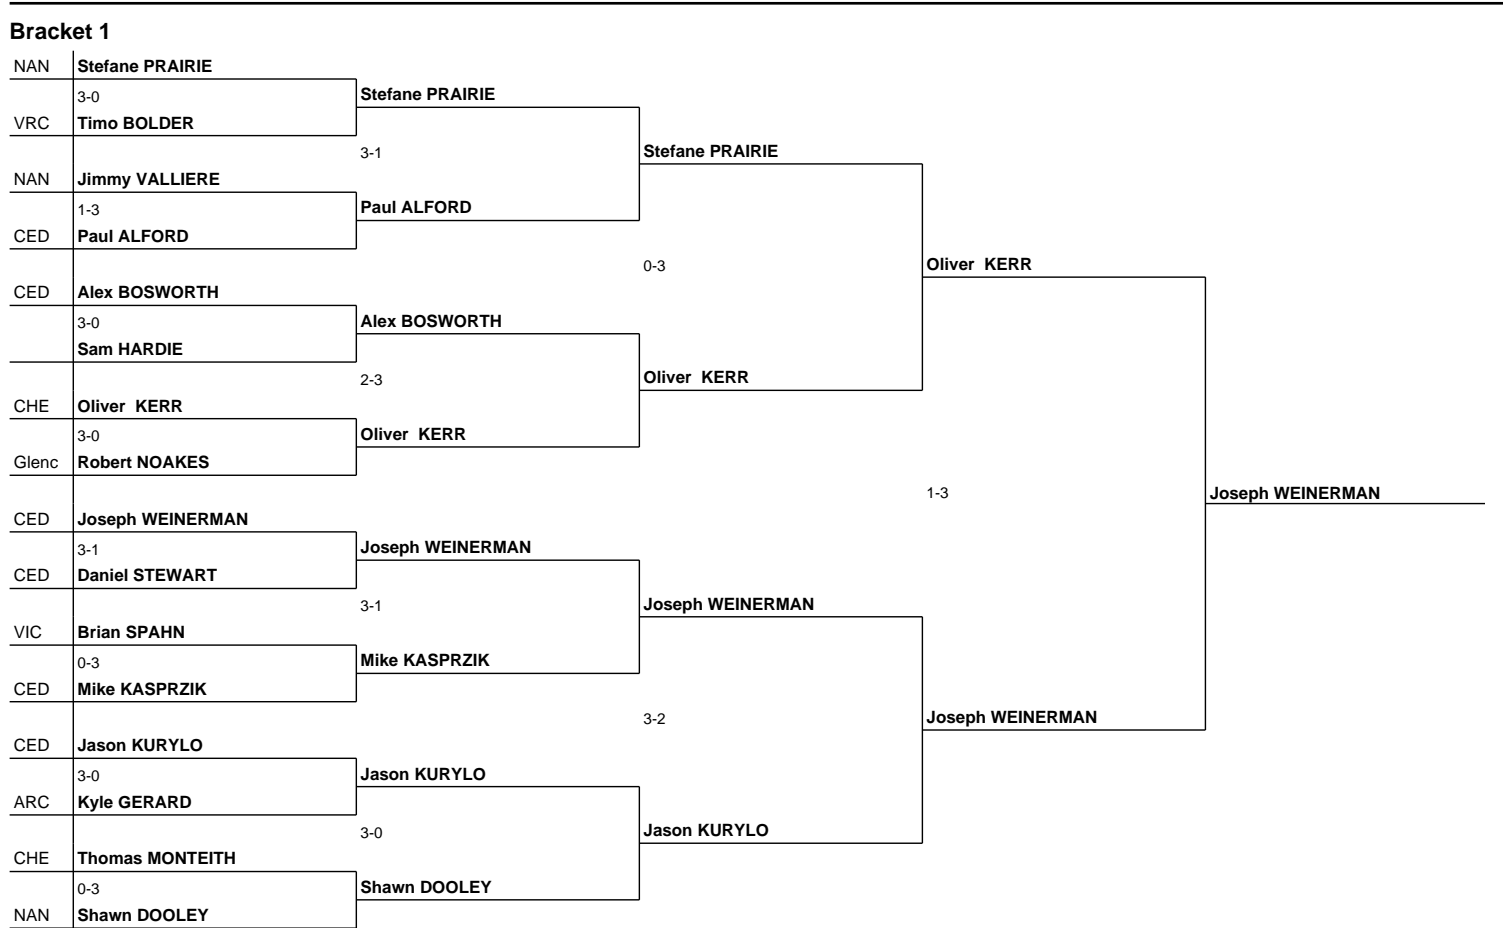 Bracket 1
NAN Stefane PRAIRIE
3-0 Stefane PRAIRIE
VRC Timo BOLDER
3-1 Stefane PRAIRIE
NAN Jimmy VALLIERE
1-3 Paul ALFORD
CED Paul ALFORD
0-3 Oliver KERR
CED Alex BOSWORTH
3-0 Alex BOSWORTH
Sam HARDIE
2-3 Oliver KERR
CHE Oliver KERR
3-0 Oliver KERR
Glenc Robert NOAKES
1-3 Joseph WEINERMAN
CED Joseph WEINERMAN
3-1 Joseph WEINERMAN
CED Daniel STEWART
3-1 Joseph WEINERMAN
VIC Brian SPAHN
0-3 Mike KASPRZIK
CED Mike KASPRZIK
3-2 Joseph WEINERMAN
CED Jason KURYLO
3-0 Jason KURYLO
ARC Kyle GERARD
3-0 Jason KURYLO
CHE Thomas MONTEITH
0-3 Shawn DOOLEY
NAN Shawn DOOLEY